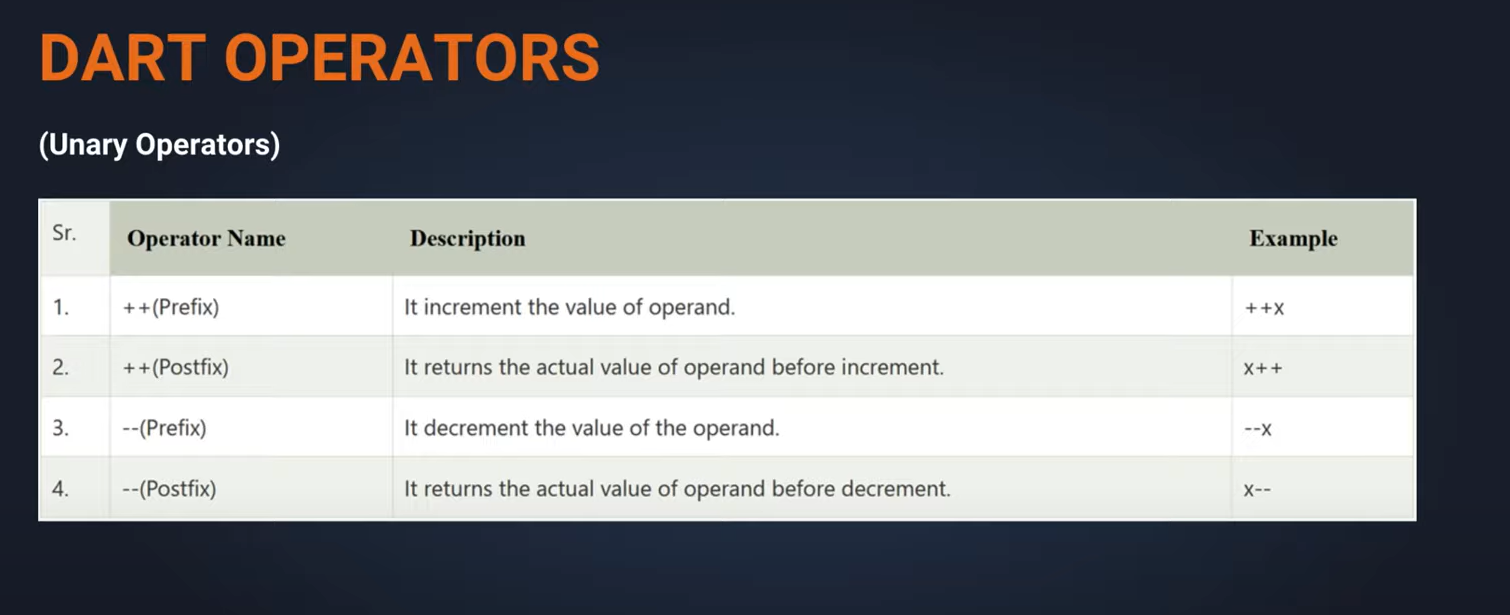 DART OPERATORS
(Unary Operators)
Sr. Operator Name Description Example
1. ++(Prefix) It increment the value of operand. ++x
2. ++(Postfix) It returns the actual value of operand before increment. x++
3. --(Prefix) It decrement the value of the operand. --x
4. --(Postfix) It returns the actual value of operand before decrement. x--